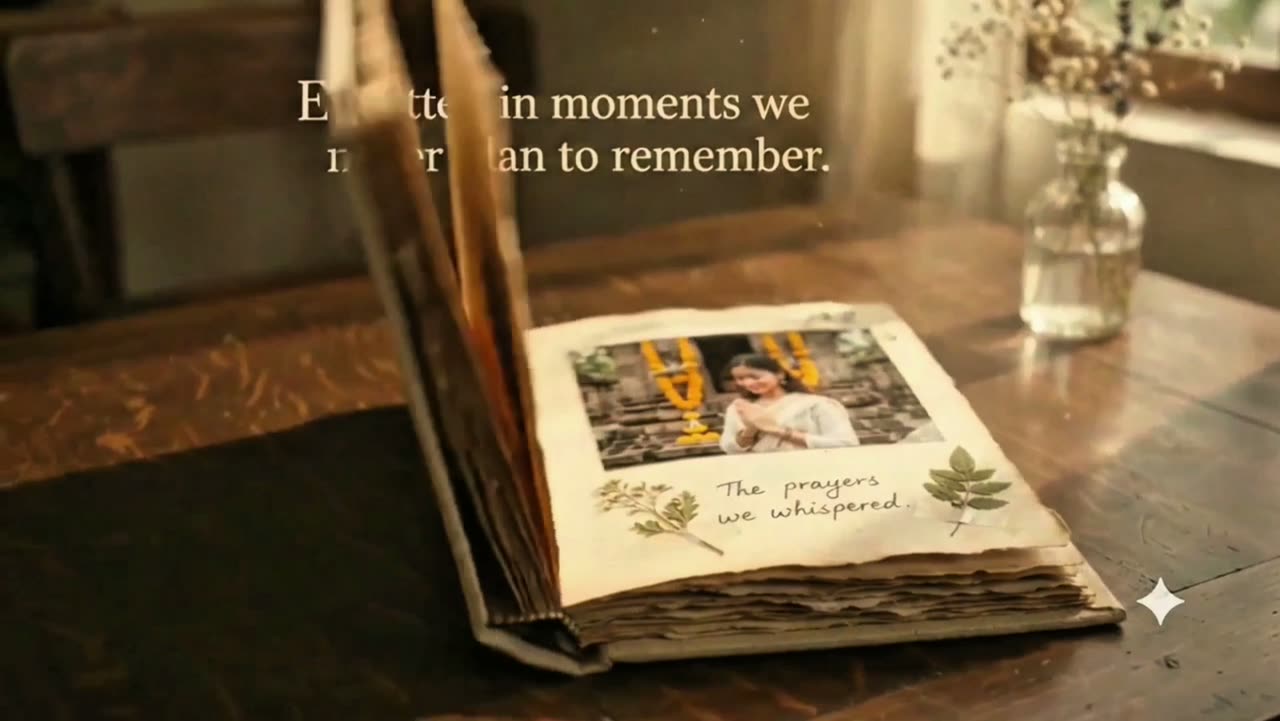 in moments we
to remember.
The prayers
we whispered.